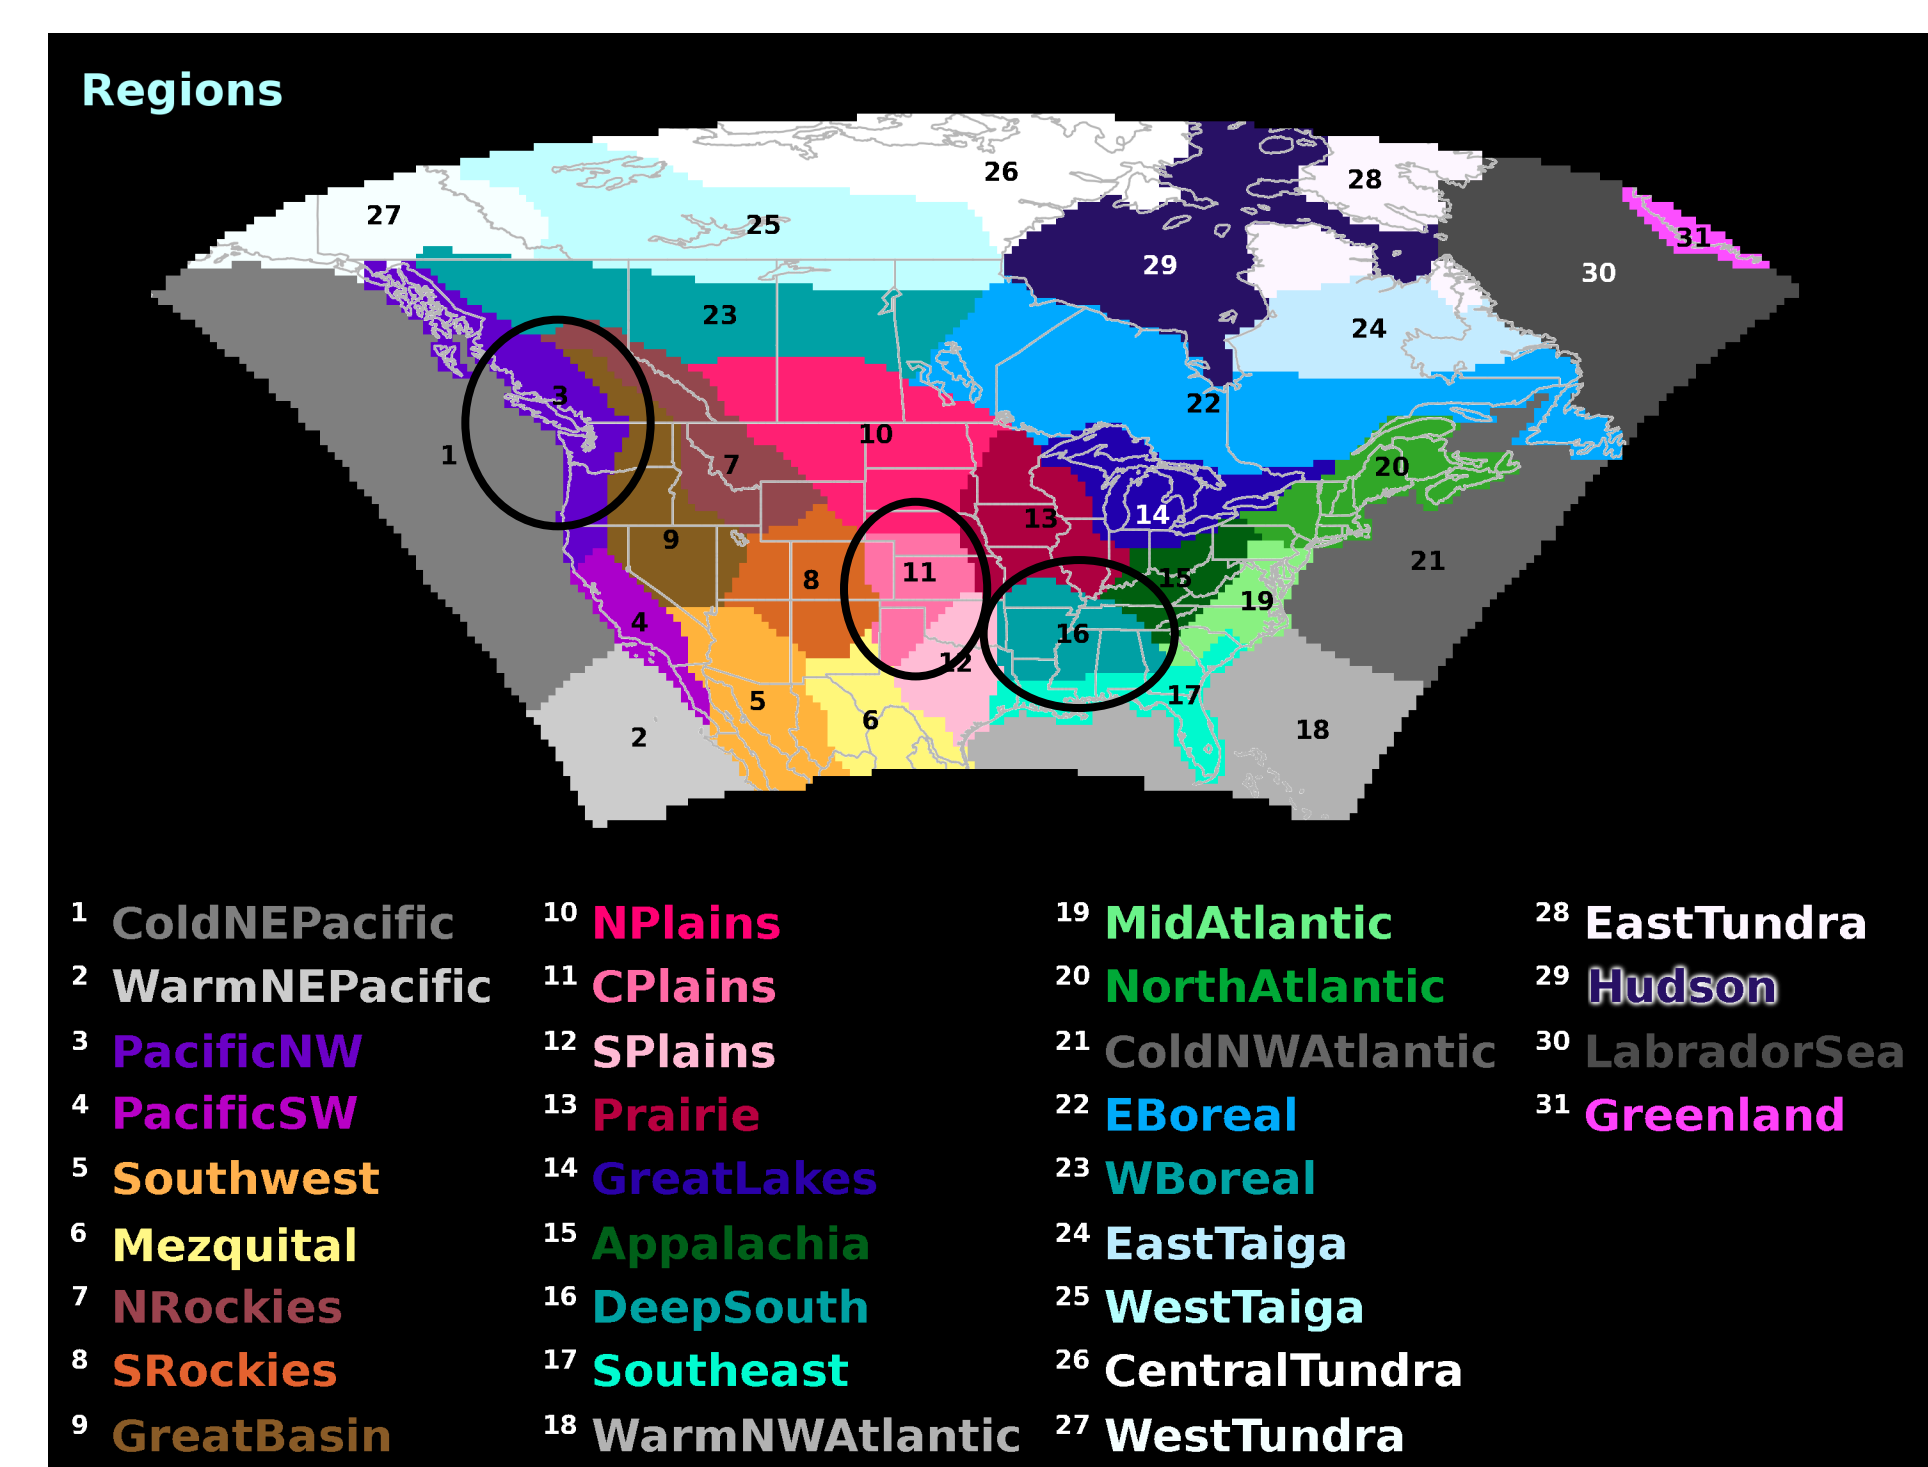 Regions
26
28
27
25
31
29
30
23
24
3
22
10
1
7
20
14
13
9
21
11
8
15
19
4
16
12
17
5
6
18
2
1 ColdNEPacific
2 WarmNEPacific
3 PacificNW
4 PacificSW
5 Southwest
6 Mezquital
7 NRockies
8 SRockies
9 GreatBasin
10 NPlains
11 CPlains
12 SPlains
13 Prairie
14 GreatLakes
15 Appalachia
16 DeepSouth
17 Southeast
18 WarmNWAtlantic
19 MidAtlantic
20 NorthAtlantic
21 ColdNWAtlantic
22 EBoreal
23 WBoreal
24 EastTaiga
25 WestTaiga
26 CentralTundra
27 WestTundra
28 EastTundra
29 Hudson
30 LabradorSea
31 Greenland